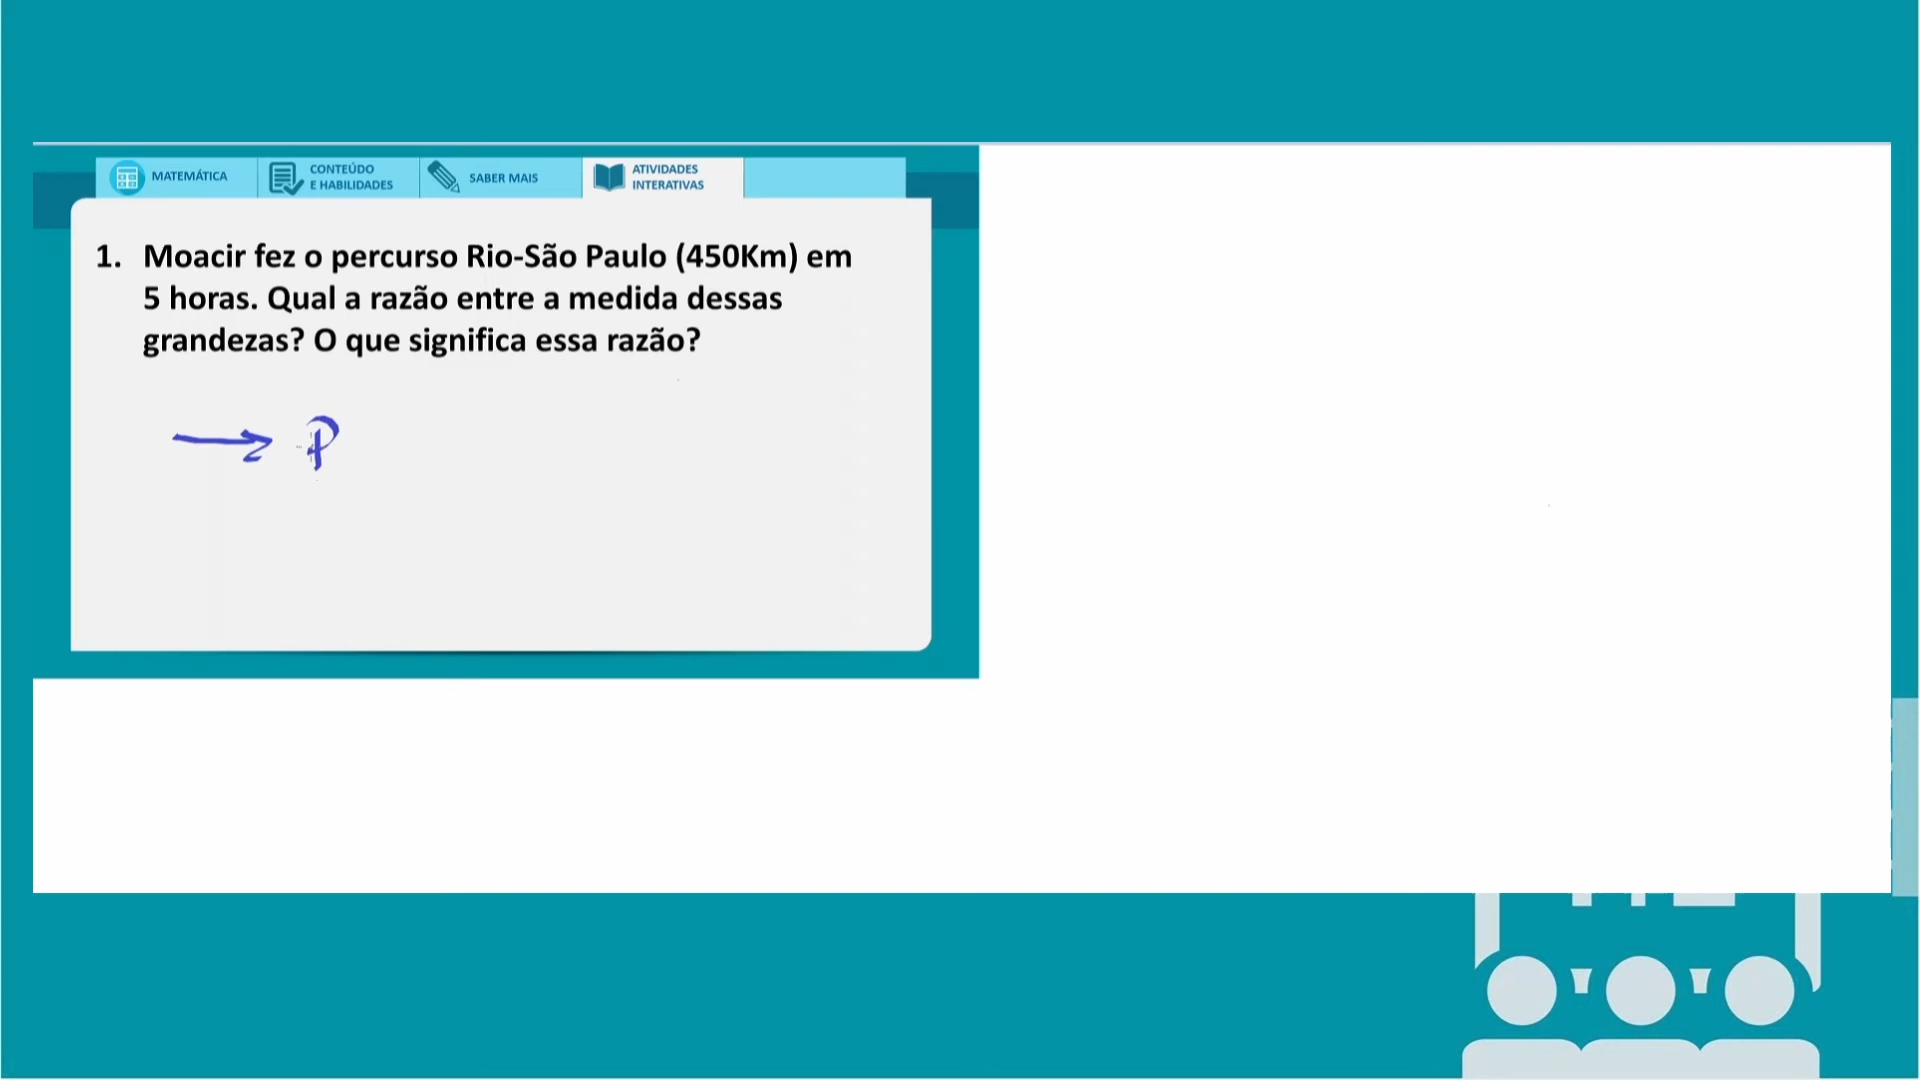 MATEMÁTICA
CONTEÚDO
E HABILIDADES
SABER MAIS
ATIVIDADES
INTERATIVAS
1. Moacir fez o percurso Rio-São Paulo (450Km) em
5 horas. Qual a razão entre a medida dessas
grandezas? O que significa essa razão?
→ P